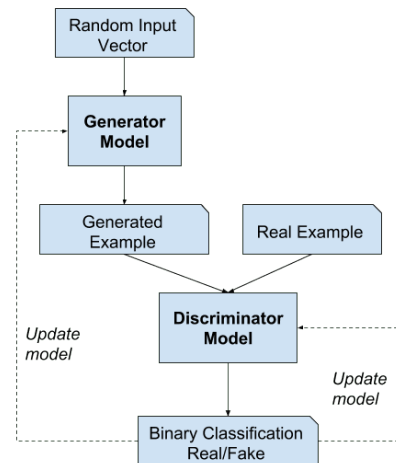 Random Input
Vector
Generator
Model
Generated
Example
Real Example
Discriminator
Model
Update
model
Update
model
Binary Classification
Real/Fake